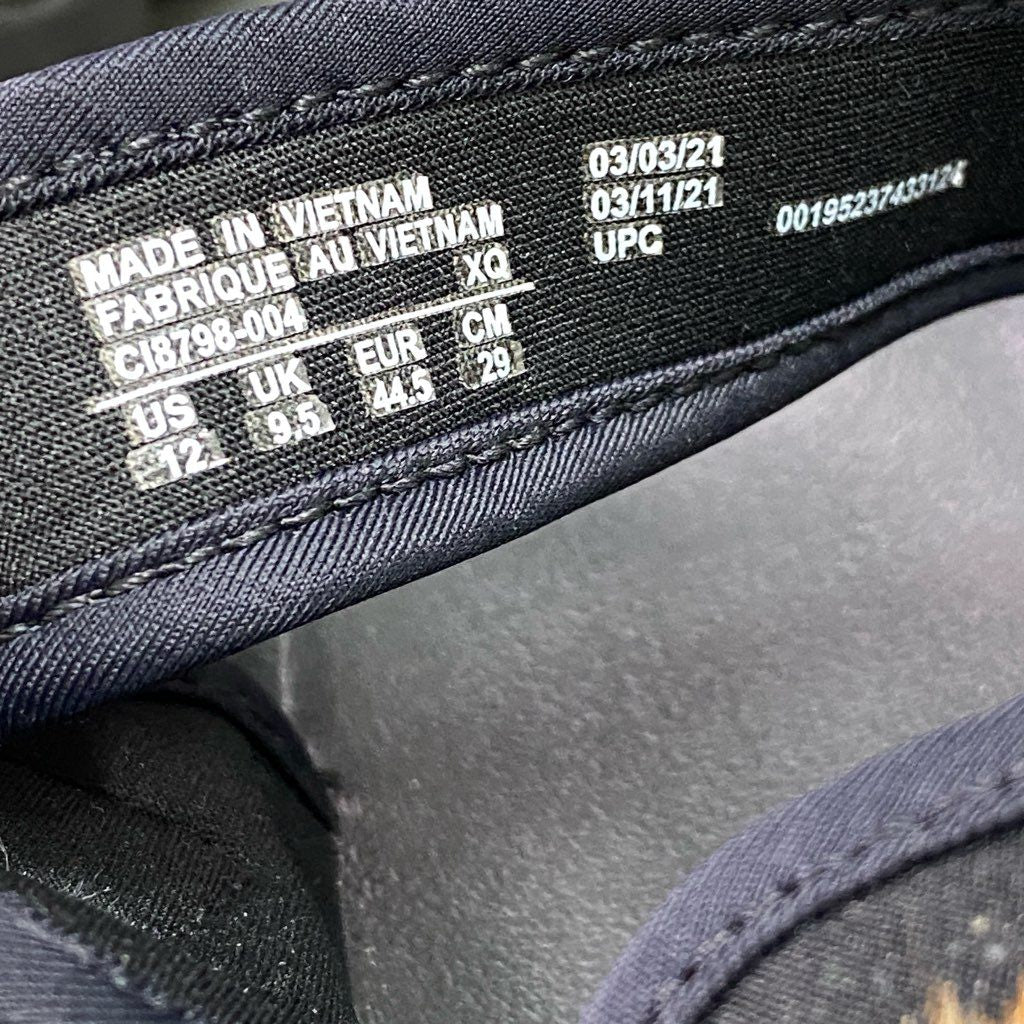 MADE IN VIETNAM
FABRIQUE AU VIETNAM
CI8798-004 XQ
US UK EUR CM
12 9.5 44.5 29
03/03/21
03/11/21
UPC